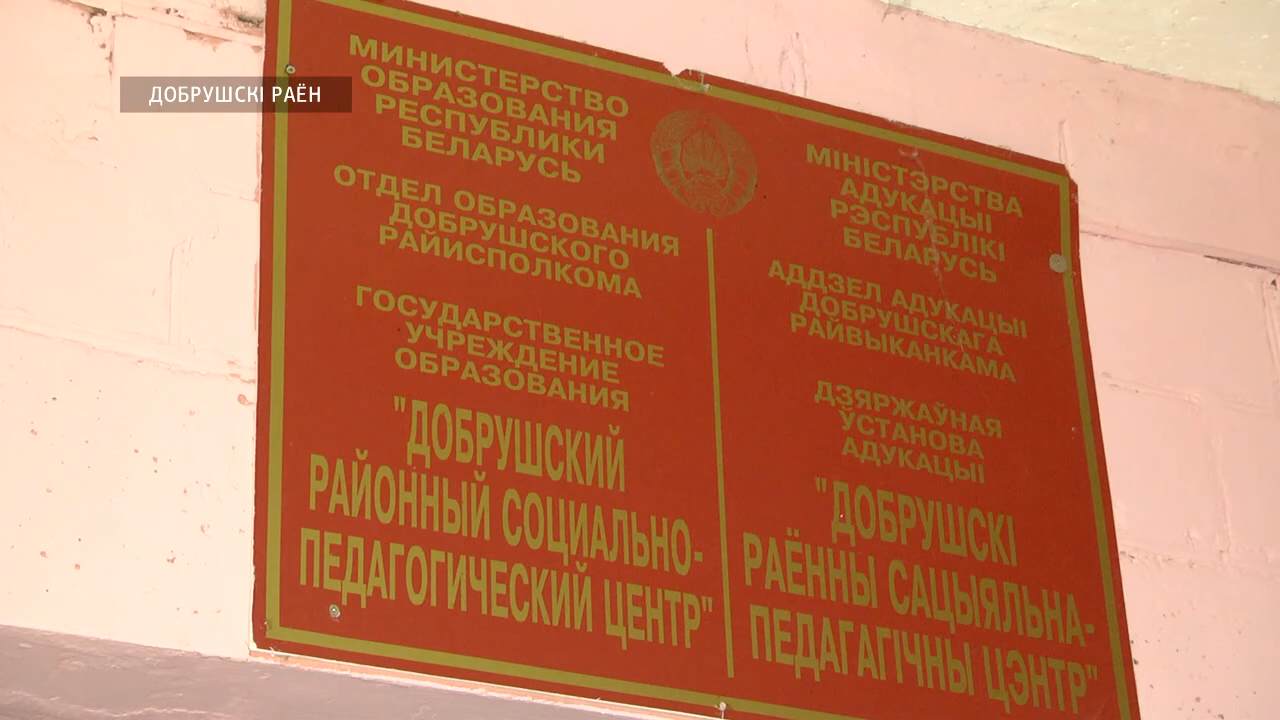 ДОБРУШСКІ РАЁН
МИНИСТЕРСТВО
ОБРАЗОВАНИЯ
РЕСПУБЛИКИ
БЕЛАРУСЬ
ОТДЕЛ ОБРАЗОВАНИЯ
ДОБРУШСКОГО
РАЙИСПОЛКОМА
ГОСУДАРСТВЕННОЕ
УЧРЕЖДЕНИЕ
ОБРАЗОВАНИЯ
"ДОБРУШСКИЙ
РАЙОННЫЙ СОЦИАЛЬНО-
ПЕДАГОГИЧЕСКИЙ ЦЕНТР"
МІНІСТЭРСТВА
АДУКАЦЫІ
РЭСПУБЛІКІ
БЕЛАРУСЬ
АДДЗЕЛ АДУКАЦЫІ
ДОБРУШСКАГА
РАЙВЫКАНКАМА
ДЗЯРЖАЎНАЯ
ЎСТАНОВА
АДУКАЦЫІ
"ДОБРУШСКІ
РАЁННЫ САЦЫЯЛЬНА-
ПЕДАГАГІЧНЫ ЦЭНТР"